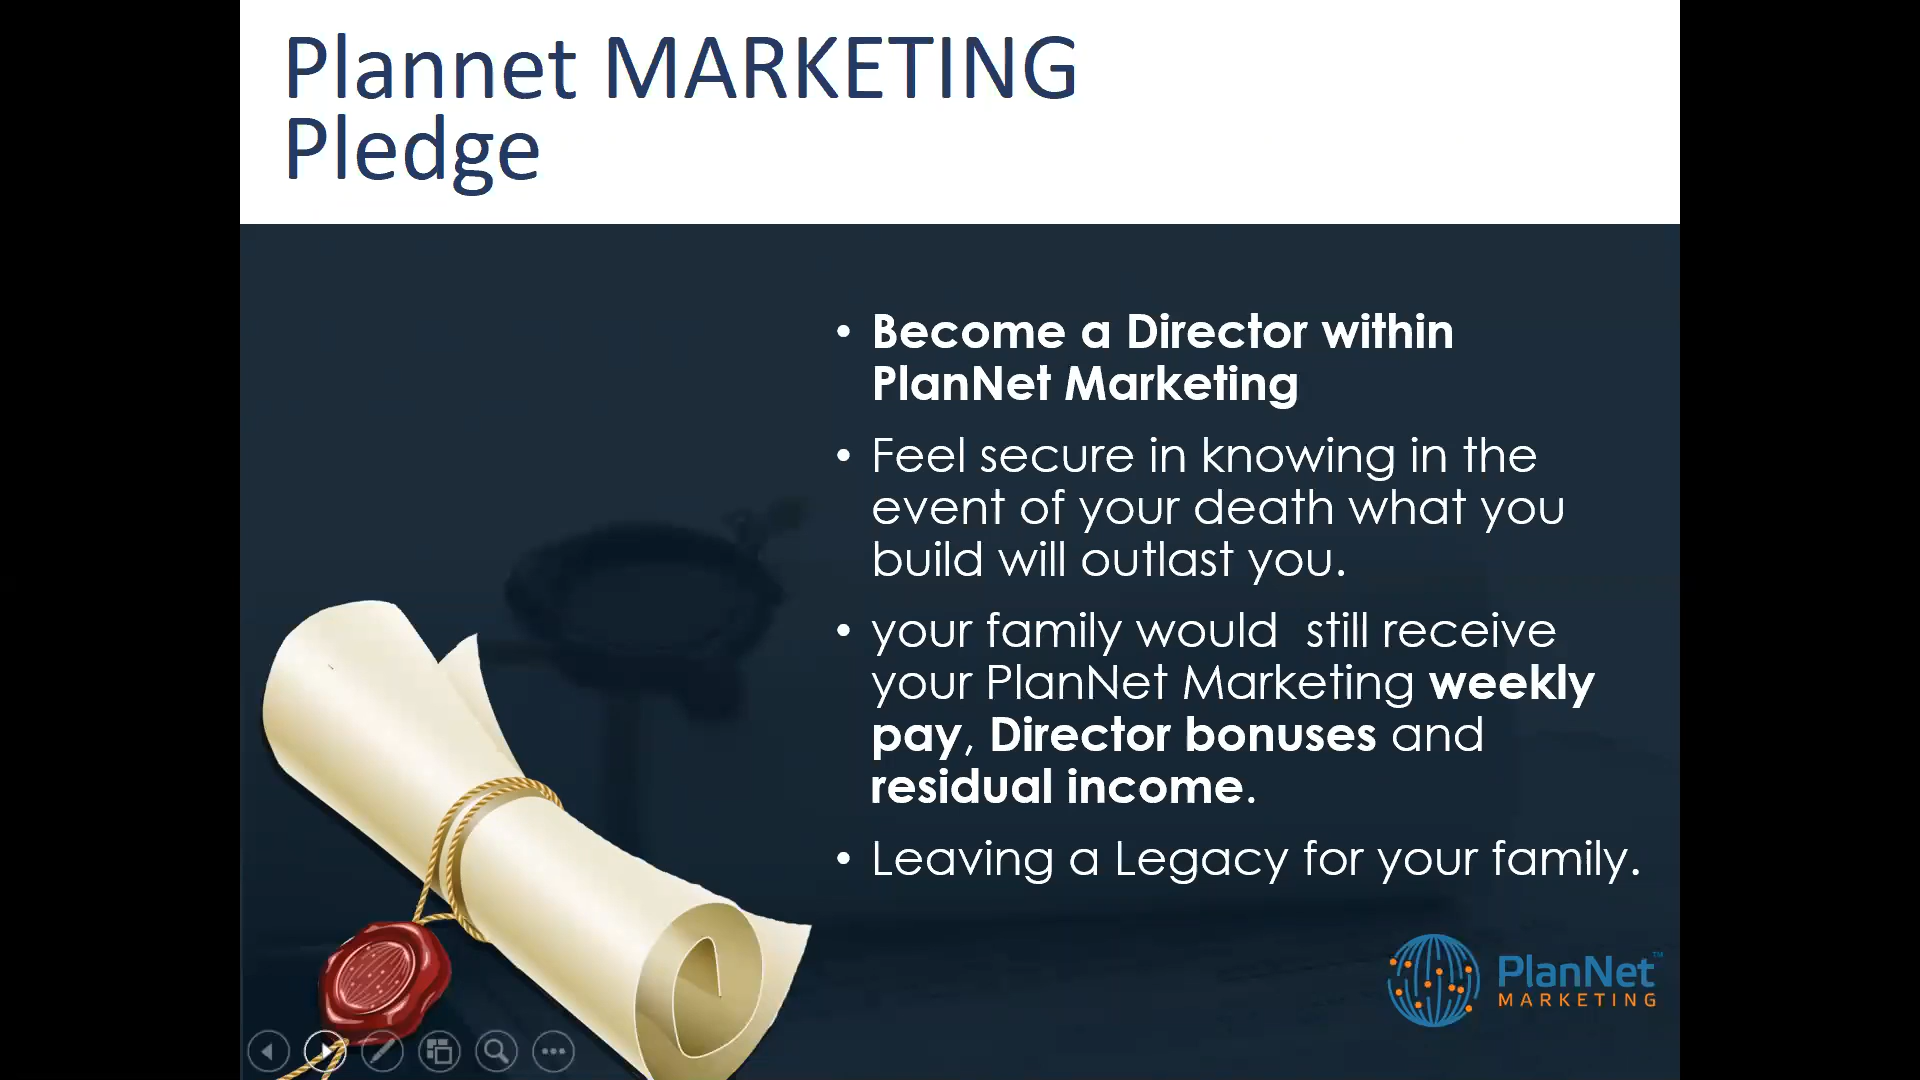 Plannet MARKETING
Pledge
• Become a Director within
PlanNet Marketing
• Feel secure in knowing in the
event of your death what you
build will outlast you.
• your family would  still receive
your PlanNet Marketing weekly
pay, Director bonuses and
residual income.
• Leaving a Legacy for your family.
PlanNet™
MARKETING